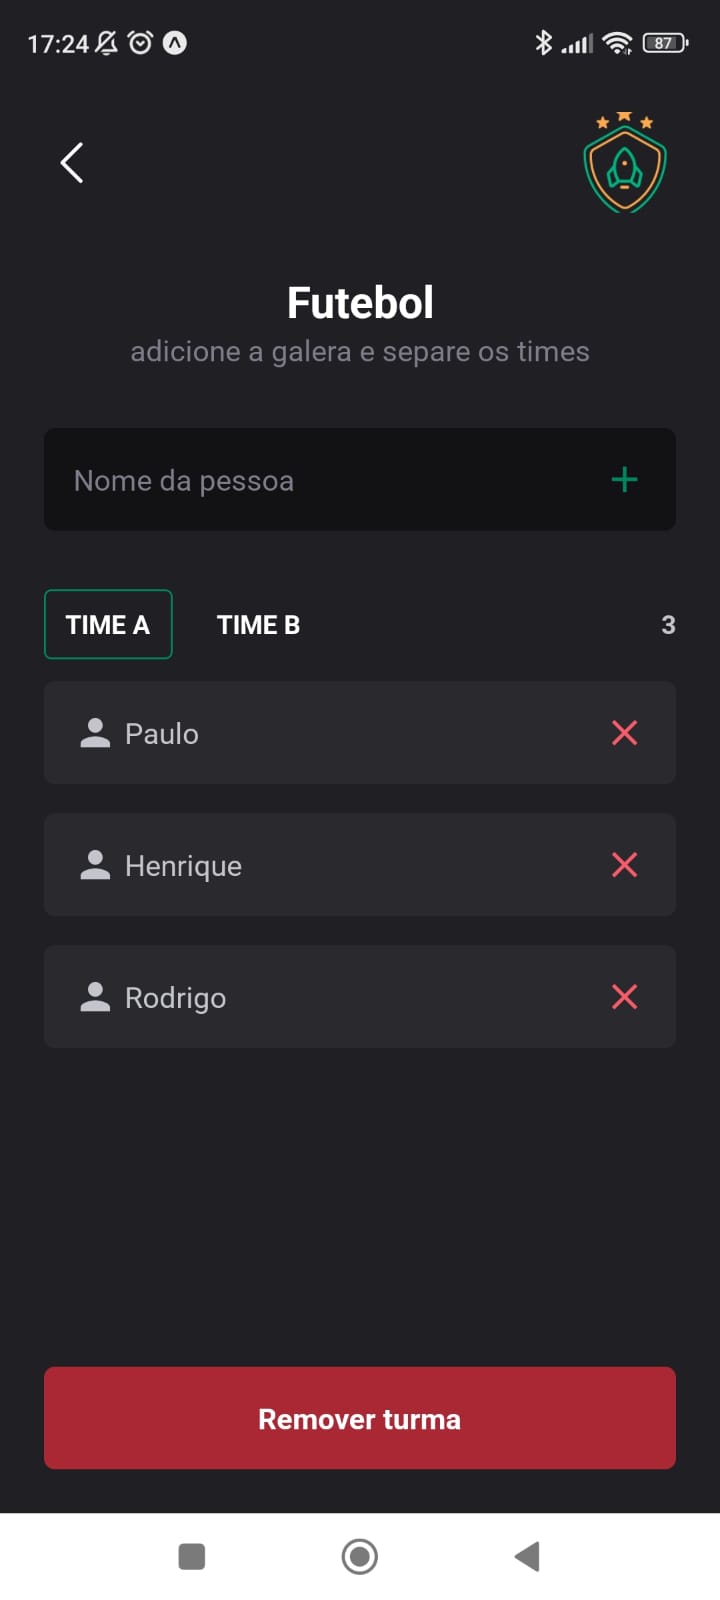 17:24
87
Futebol
adicione a galera e separe os times
Nome da pessoa
TIME A TIME B 3
Paulo
Henrique
Rodrigo
Remover turma